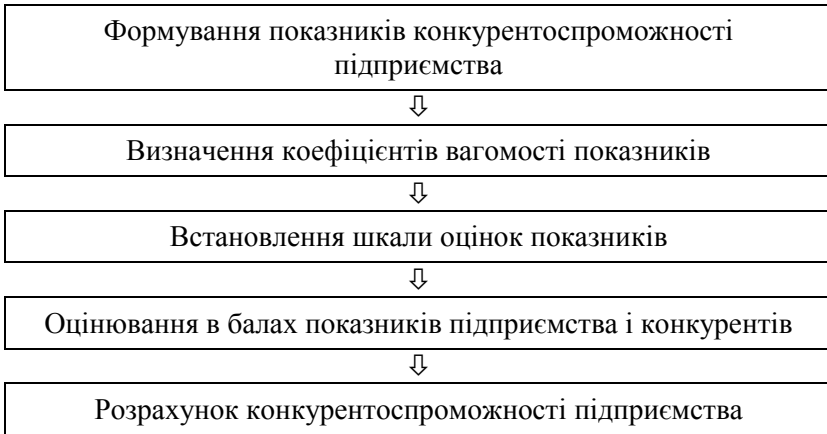 Формування показників конкурентоспроможності
підприємства
⇩
Визначення коефіцієнтів вагомості показників
⇩
Встановлення шкали оцінок показників
⇩
Оцінювання в балах показників підприємства і конкурентів
⇩
Розрахунок конкурентоспроможності підприємства